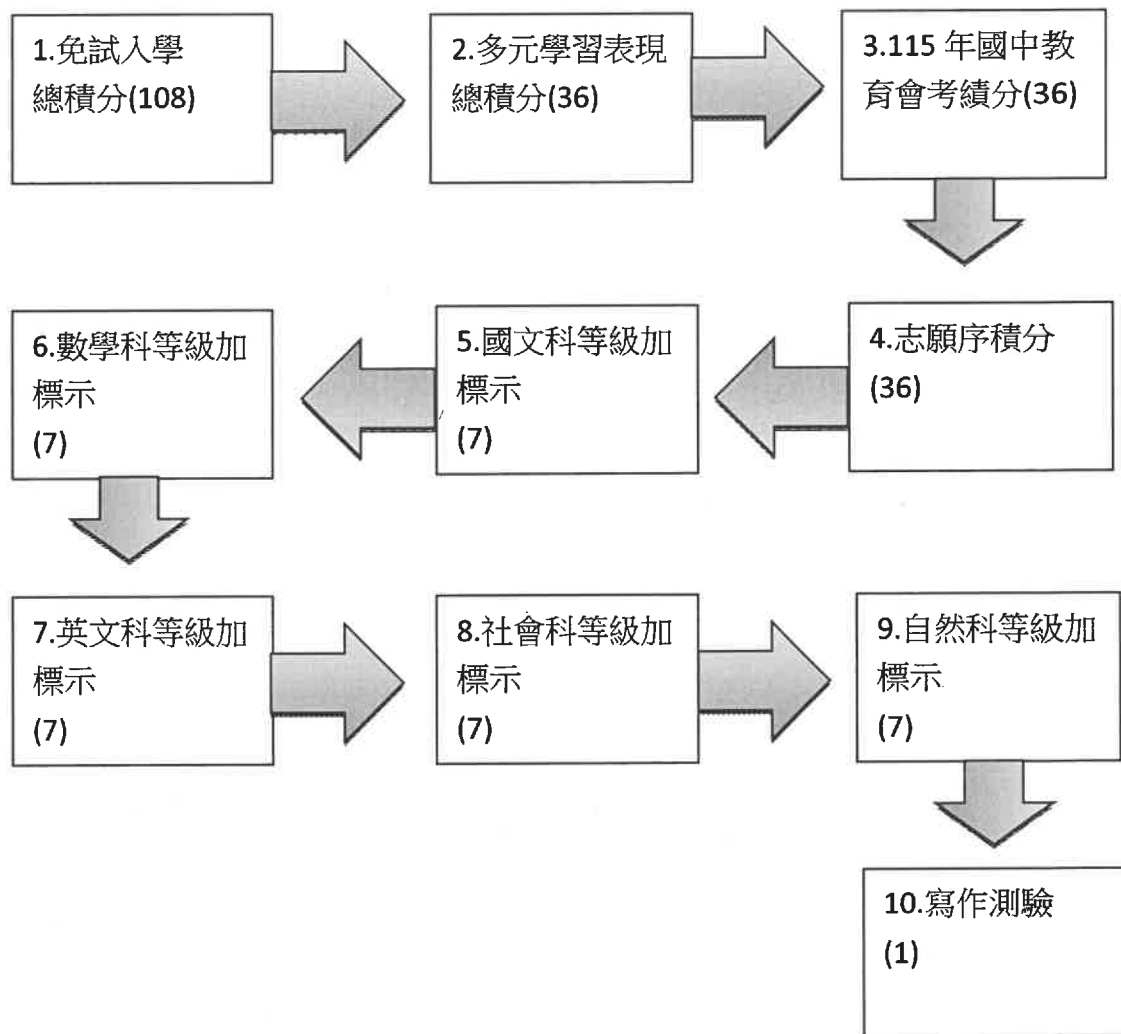 1.免試入學
總積分(108)
2.多元學習表現
總積分(36)
3.115 年國中教
育會考績分(36)
4.志願序積分
(36)
5.國文科等級加
標示
(7)
6.數學科等級加
標示
(7)
7.英文科等級加
標示
(7)
8.社會科等級加
標示
(7)
9.自然科等級加
標示
(7)
10.寫作測驗
(1)